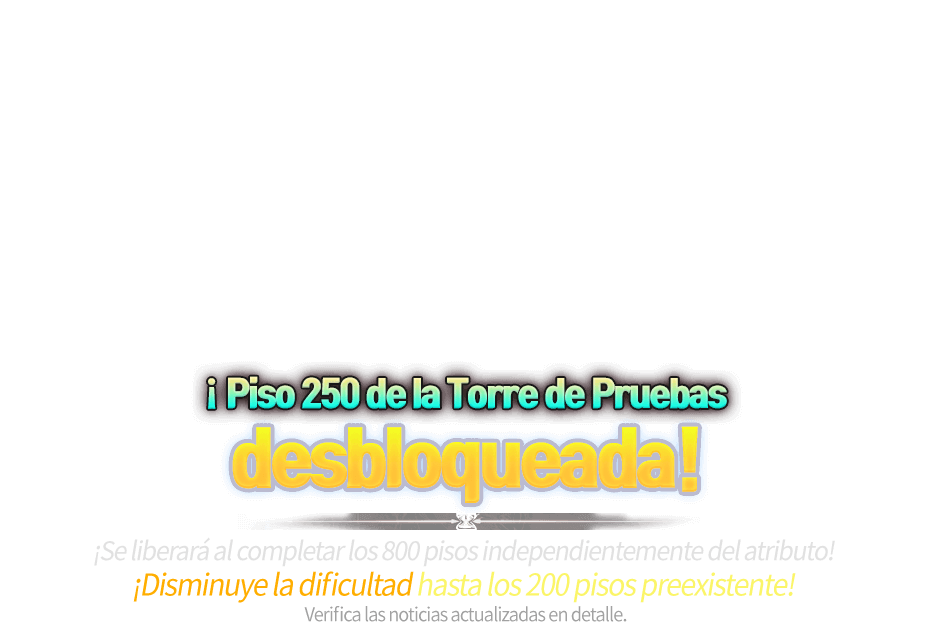 ¡ Piso 250 de la Torre de Pruebas
desbloqueada!
¡Se liberará al completar los 800 pisos independientemente del atributo!
¡Disminuye la dificultad hasta los 200 pisos preexistente!
Verifica las noticias actualizadas en detalle.